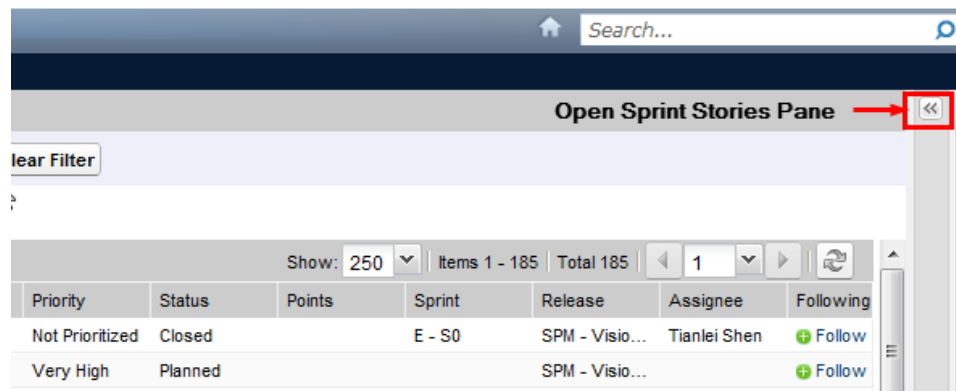 Search...
Open Sprint Stories Pane
lear Filter
Show: 250 Items 1 - 185 Total 185 1
Priority Status Points Sprint Release Assignee Following
Not Prioritized Closed E - S0 SPM - Visio... Tianlei Shen Follow
Very High Planned SPM - Visio... Follow